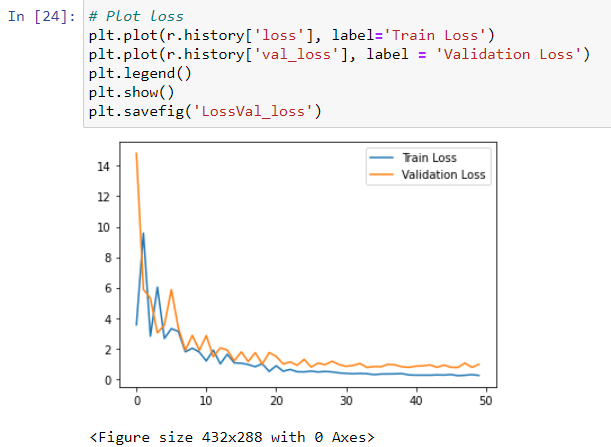 In [24]: # Plot loss
plt.plot(r.history['loss'], label='Train Loss')
plt.plot(r.history['val_loss'], label = 'Validation Loss')
plt.legend()
plt.show()
plt.savefig('LossVal_loss')
Train Loss
Validation Loss
14
12
10
8
6
4
2
0
0 10 20 30 40 50
<Figure size 432x288 with 0 Axes>